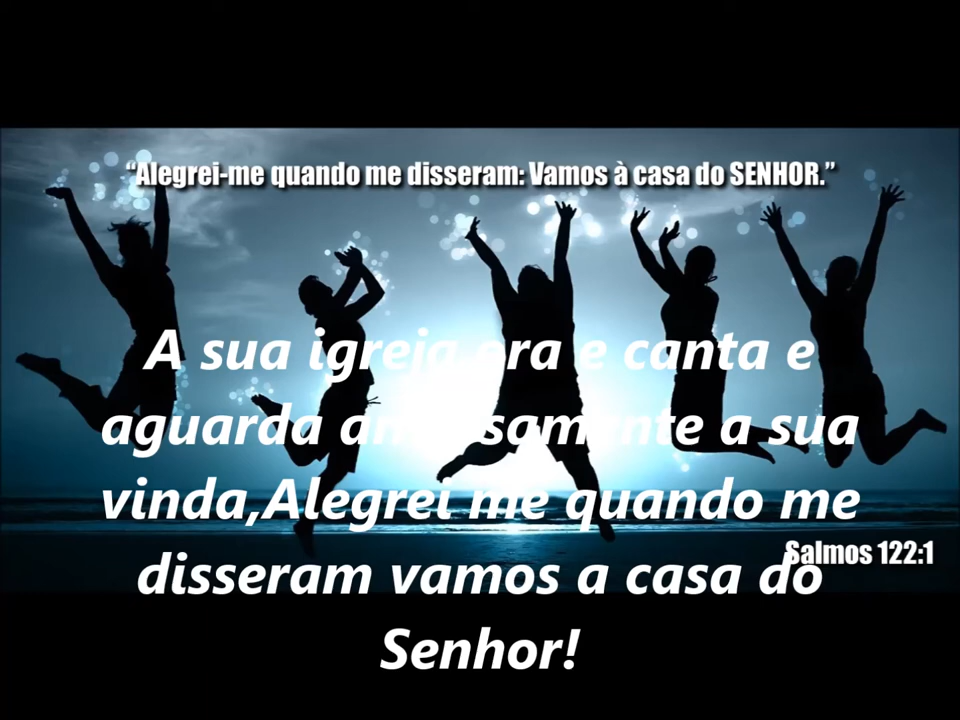 “Alegrei-me quando me disseram: Vamos à casa do SENHOR.”
A sua igreja ora e canta e
aguarda ansiosamente a sua
vinda,Alegrei me quando me
disseram vamos a casa do
Senhor!
Salmos 122:1